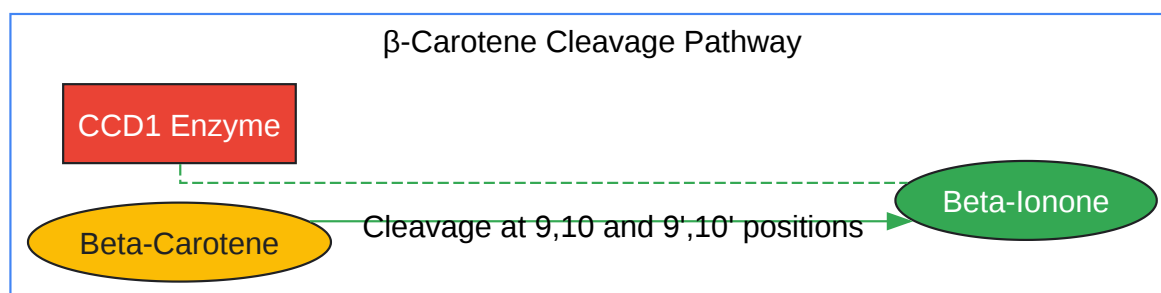 β-Carotene Cleavage Pathway
CCD1 Enzyme
Beta-Carotene
Cleavage at 9,10 and 9',10' positions
Beta-Ionone